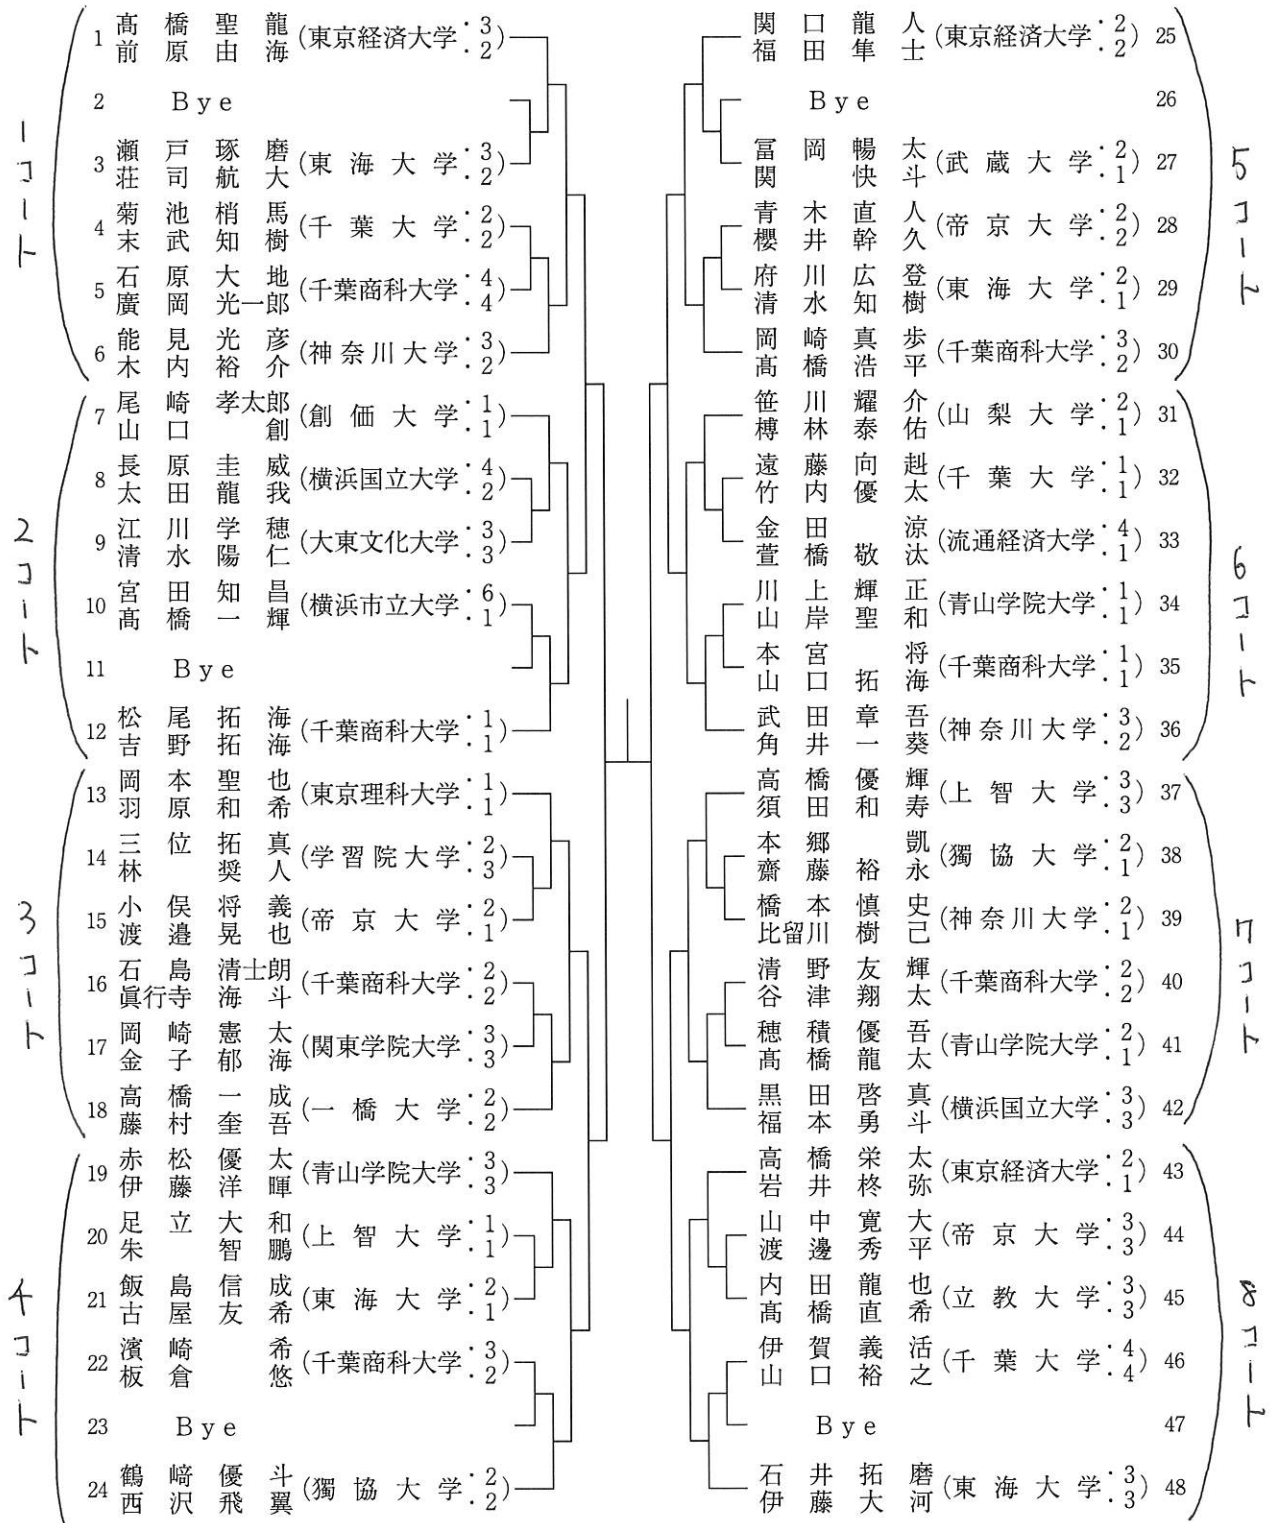 1コート
1 髙橋聖龍 (東京経済大学・3
前原由海 ・2)
2 Bye
3 瀬戸琢磨 (東海大学・3
荘司航大 ・2)
4 菊池梢馬 (千葉大学・2
末武知樹 ・2)
5 石原大地 (千葉商科大学・4
廣岡光一郎 ・4)
6 能見光彦 (神奈川大学・3
木内裕介 ・2)
2コート
7 尾崎孝太郎 (創価大学・1
山口創 ・1)
8 長原圭威 (横浜国立大学・4
太田龍我 ・2)
9 江川学穂 (大東文化大学・3
清水陽仁 ・3)
10 宮田知昌 (横浜市立大学・6
髙橋一輝 ・1)
11 Bye
12 松尾拓海 (千葉商科大学・1
吉野拓海 ・1)
3コート
13 岡本聖也 (東京理科大学・1
羽原和希 ・1)
14 三位拓真 (学習院大学・2
林奨人 ・3)
15 小俣将義 (帝京大学・2
渡邉晃也 ・1)
16 石島清士朗 (千葉商科大学・2
眞行寺海斗 ・2)
17 岡崎憲太 (関東学院大学・3
金子郁海 ・3)
18 高橋一成 (一橋大学・2
藤村奎吾 ・2)
4コート
19 赤松優太 (青山学院大学・3
伊藤洋暉 ・3)
20 足立大和 (上智大学・1
朱智鵬 ・1)
21 飯島信成 (東海大学・2
古屋友希 ・1)
22 濱崎希 (千葉商科大学・3
板倉悠 ・2)
23 Bye
24 鶴﨑優斗 (獨協大学・2
西沢飛翼 ・2)
5コート
関口龍人 (東京経済大学・2
福田隼士 ・2) 25
Bye 26
冨岡暢太 (武蔵大学・2
関快斗 ・1) 27
青木直人 (帝京大学・2
櫻井幹久 ・2) 28
府川広登 (東海大学・2
清水知樹 ・1) 29
岡崎真歩 (千葉商科大学・3
髙橋浩平 ・2) 30
6コート
笹川耀介 (山梨大学・2
榑林泰佑 ・1) 31
遠藤向赳 (千葉大学・1
竹内優太 ・1) 32
金田涼 (流通経済大学・4
萱橋敬汰 ・1) 33
川上輝正 (青山学院大学・1
山岸聖和 ・1) 34
本宮将 (千葉商科大学・1
山口拓海 ・1) 35
武田章吾 (神奈川大学・3
角井一葵 ・2) 36
7コート
高橋優輝 (上智大学・3
須田和寿 ・3) 37
本郷凱 (獨協大学・2
齋藤裕永 ・1) 38
橋本慎史 (神奈川大学・2
比留川樹己 ・1) 39
清野友輝 (千葉商科大学・2
谷津翔太 ・2) 40
穂積優吾 (青山学院大学・2
髙橋龍太 ・1) 41
黒田啓真 (横浜国立大学・3
福本勇斗 ・3) 42
8コート
高橋栄太 (東京経済大学・2
岩井柊弥 ・1) 43
山中寛大 (帝京大学・3
渡邊秀平 ・3) 44
内田龍也 (立教大学・3
髙橋直希 ・3) 45
伊賀義活 (千葉大学・4
山口裕之 ・4) 46
Bye 47
石井拓磨 (東海大学・3
伊藤大河 ・3) 48